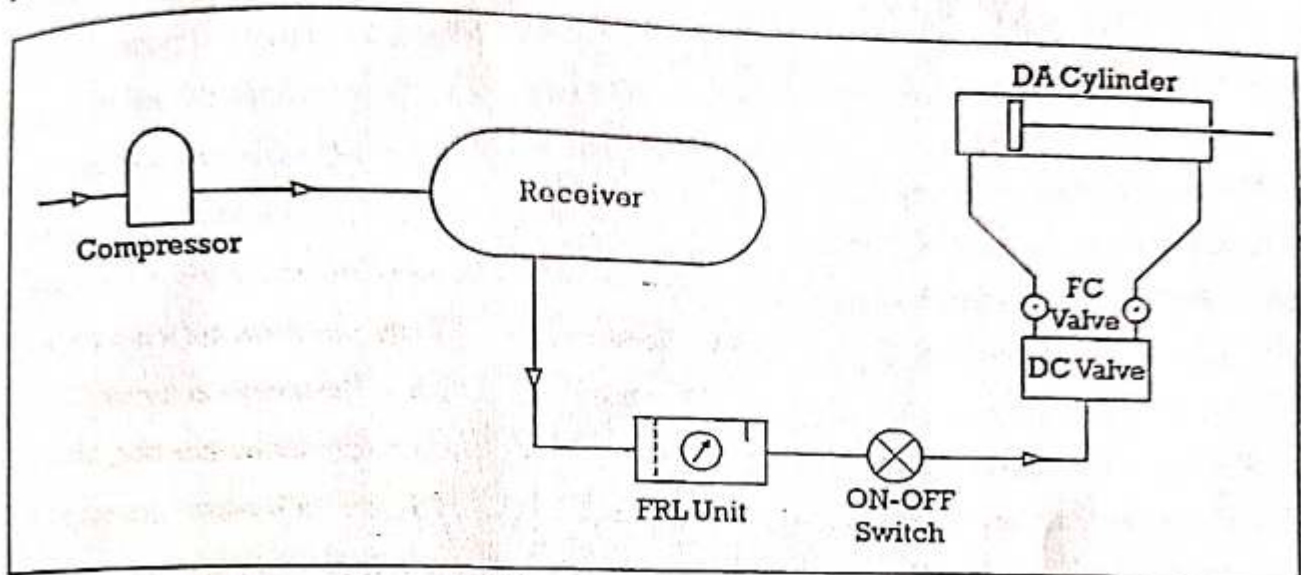 DA Cylinder
Receiver
Compressor
FC
Valve
DC Valve
FRL Unit
ON-OFF
Switch